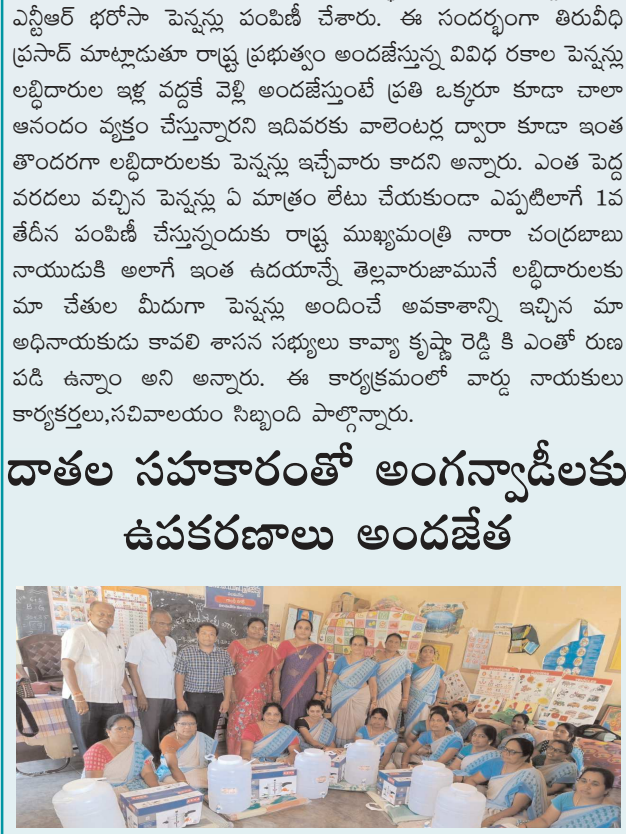 ఎన్టీఆర్ భరోసా పెన్షన్లు పంపిణీ చేశారు. ఈ సందర్భంగా తిరువీధి
ప్రసాద్ మాట్లాడుతూ రాష్ట్ర ప్రభుత్వం అందజేస్తున్న వివిధ రకాల పెన్షన్లు
లబ్ధిదారుల ఇళ్ల వద్దకే వెళ్లి అందజేస్తుంటే ప్రతి ఒక్కరూ కూడా చాలా
ఆనందం వ్యక్తం చేస్తున్నారని ఇదివరకు వాలెంటర్ల ద్వారా కూడా ఇంత
తొందరగా లబ్ధిదారులకు పెన్షన్లు ఇచ్చేవారు కాదని అన్నారు. ఎంత పెద్ద
వరదలు వచ్చిన పెన్షన్లు ఏ మాత్రం లేటు చేయకుండా ఎప్పటిలాగే 1వ
తేదీన పంపిణీ చేస్తున్నందుకు రాష్ట్ర ముఖ్యమంత్రి నారా చంద్రబాబు
నాయుడుకి అలాగే ఇంత ఉదయాన్నే తెల్లవారుజామునే లబ్ధిదారులకు
మా చేతుల మీదుగా పెన్షన్లు అందించే అవకాశాన్ని ఇచ్చిన మా
అధినాయకుడు కావలి శాసన సభ్యులు కావ్యా కృష్ణా రెడ్డి కి ఎంతో రుణ
పడి ఉన్నాం అని అన్నారు. ఈ కార్యక్రమంలో వార్డు నాయకులు
కార్యకర్తలు,సచివాలయం సిబ్బంది పాల్గొన్నారు.
దాతల సహకారంతో అంగన్వాడీలకు
ఉపకరణాలు అందజేత